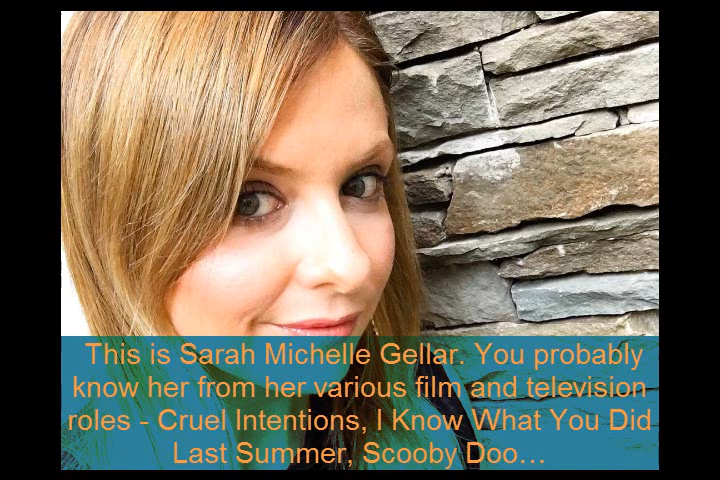 This is Sarah Michelle Gellar. You probably
know her from her various film and television
roles - Cruel Intentions, I Know What You Did
Last Summer, Scooby Doo…